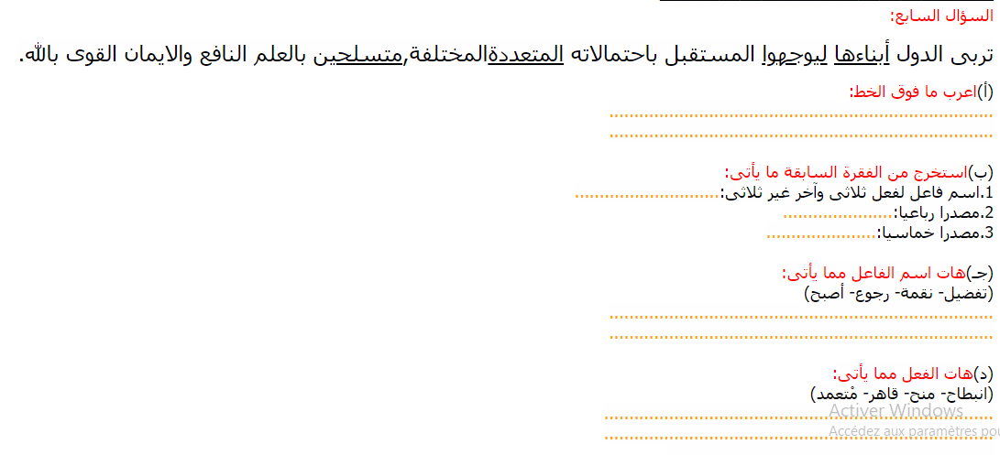 السؤال السابع:
تربى الدول أبناءها ليوجهوا المستقبل باحتمالاته المتعددةالمختلفة,متسلحين بالعلم النافع والايمان القوى بالله.
(أ)اعرب ما فوق الخط:
................................................................................
................................................................................
(ب)استخرج من الفقرة السابقة ما يأتى:
1.اسم فاعل لفعل ثلاثى وآخر غير ثلاثى:..............................
2.مصدرا رباعيا:......................
3.مصدرا خماسيا:......................
(جـ)هات اسم الفاعل مما يأتى:
(تفضيل- نقمة- رجوع- أصبح)
................................................................................
................................................................................
(د)هات الفعل مما يأتى:
(انبطاح- منح- قاهر- مْتعمد)
Activer Windows
................................................................................
Accédez aux paramètres pou
................................................................................